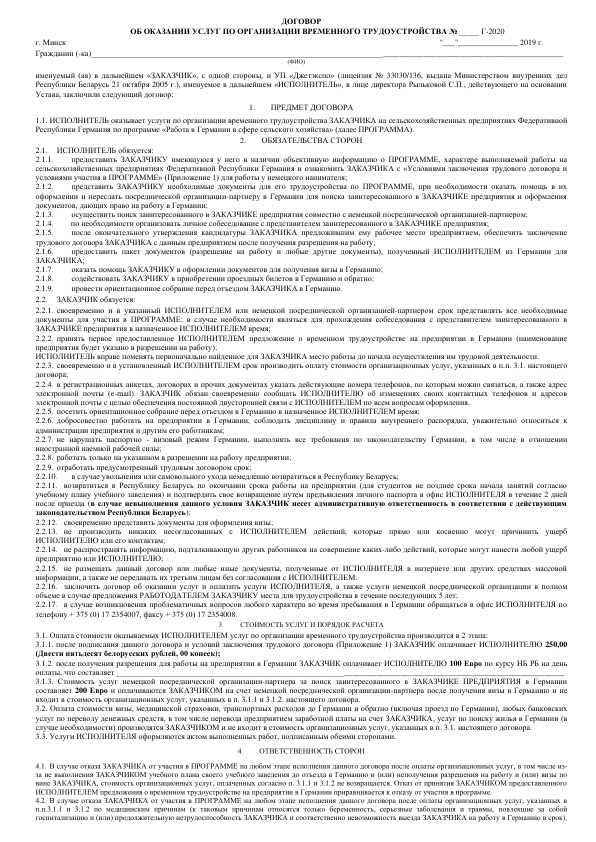 ДОГОВОР
ОБ ОКАЗАНИИ УСЛУГ ПО ОРГАНИЗАЦИИ ВРЕМЕННОГО ТРУДОУСТРОЙСТВА №_____ Г-2020
г. Минск "___"________________ 2019 г.
Гражданин (-ка)____________________________________________
(ФИО)
именуемый (ая) в дальнейшем «ЗАКАЗЧИК», с одной стороны, и УП «Джетэкспо» (лицензия № 33030/136, выдана Министерством внутренних дел
Республики Беларусь 21 октября 2005 г.), именуемое в дальнейшем «ИСПОЛНИТЕЛЬ», в лице директора Рыльковой С.П., действующего на основании
Устава, заключили следующий договор:
1. ПРЕДМЕТ ДОГОВОРА
1.1. ИСПОЛНИТЕЛЬ оказывает услуги по организации временного трудоустройства ЗАКАЗЧИКА на сельскохозяйственных предприятиях Федеративной
Республики Германия по программе «Работа в Германии в сфере сельского хозяйства» (далее ПРОГРАММА).
2. ОБЯЗАТЕЛЬСТВА СТОРОН
2.1. ИСПОЛНИТЕЛЬ обязуется:
2.1.1. предоставить ЗАКАЗЧИКУ имеющуюся у него в наличии объективную информацию о ПРОГРАММЕ, характере выполняемой работы на
сельскохозяйственных предприятиях Федеративной Республики Германия и ознакомить ЗАКАЗЧИКА с «Условиями заключения трудового договора и
условиями участия в ПРОГРАММЕ» (Приложение 1) для работы у немецкого нанимателя;
2.1.2. представить ЗАКАЗЧИКУ необходимые документы для его трудоустройства по ПРОГРАММЕ, при необходимости оказать помощь в их
оформлении и переслать посреднической организации-партнеру в Германии для поиска заинтересованного в ЗАКАЗЧИКЕ предприятия и оформления
документов, дающих право на работу в Германии;
2.1.3. осуществить поиск заинтересованного в ЗАКАЗЧИКЕ предприятия совместно с немецкой посреднической организацией-партнером;
2.1.4. по необходимости организовать личное собеседование с представителем заинтересованного в ЗАКАЗЧИКЕ предприятия;
2.1.5. после окончательного утверждения кандидатуры ЗАКАЗЧИКА предложившим ему рабочее место предприятием, обеспечить заключение
трудового договора ЗАКАЗЧИКА с данным предприятием после получения разрешения на работу;
2.1.6. предоставить пакет документов (разрешение на работу и любые другие документы), полученный ИСПОЛНИТЕЛЕМ из Германии для
ЗАКАЗЧИКА;
2.1.7. оказать помощь ЗАКАЗЧИКУ в оформлении документов для получения визы в Германию;
2.1.8. содействовать ЗАКАЗЧИКУ в приобретении проездных билетов в Германию и обратно;
2.1.9. провести ориентационное собрание перед отъездом ЗАКАЗЧИКА в Германию.
2.2. ЗАКАЗЧИК обязуется:
2.2.1. своевременно и в указанный ИСПОЛНИТЕЛЕМ или немецкой посреднической организацией-партнером срок представлять все необходимые
документы для участия в ПРОГРАММЕ; в случае необходимости являться для прохождения собеседования с представителем заинтересованного в
ЗАКАЗЧИКЕ предприятия в назначенное ИСПОЛНИТЕЛЕМ время;
2.2.2. принять первое предоставленное ИСПОЛНИТЕЛЕМ предложение о временном трудоустройстве на предприятии в Германии (наименование
предприятия будет указано в разрешении на работу);
ИСПОЛНИТЕЛЬ вправе поменять первоначально найденное для ЗАКАЗЧИКА место работы до начала осуществления им трудовой деятельности.
2.2.3. своевременно и в установленный ИСПОЛНИТЕЛЕМ срок производить оплату стоимости организационных услуг, указанных в п.п. 3.1. настоящего
договора;
2.2.4. в регистрационных анкетах, договорах и прочих документах указать действующие номера телефонов, по которым можно связаться, а также адрес
электронной почты (e-mail). ЗАКАЗЧИК обязан своевременно сообщить ИСПОЛНИТЕЛЮ об изменениях своих контактных телефонов и адресов
электронной почты с целью обеспечения постоянной двусторонней связи с ИСПОЛНИТЕЛЕМ по всем вопросам оформления.
2.2.5. посетить ориентационное собрание перед отъездом в Германию в назначенное ИСПОЛНИТЕЛЕМ время;
2.2.6. добросовестно работать на предприятии в Германии, соблюдать дисциплину и правила внутреннего распорядка, уважительно относиться к
администрации предприятия и другим его работникам;
2.2.7. не нарушать паспортно - визовый режим Германии, выполнять все требования по законодательству Германии, в том числе в отношении
иностранной наемной рабочей силы;
2.2.8. работать только на указанном в разрешении на работу предприятии;
2.2.9. отработать предусмотренный трудовым договором срок;
2.2.10. в случае увольнения или самовольного ухода немедленно возвратиться в Республику Беларусь;
2.2.11. возвратиться в Республику Беларусь по окончании срока работы на предприятии (для студентов не позднее срока начала занятий согласно
учебному плану учебного заведения) и подтвердить свое возвращение путем предъявления личного паспорта в офис ИСПОЛНИТЕЛЯ в течение 2 дней
после приезда (в случае невыполнения данного условия ЗАКАЗЧИК несет административную ответственность в соответствии с действующим
законодательством Республики Беларусь);
2.2.12. своевременно представить документы для оформления визы;
2.2.13. не производить никаких несогласованных с ИСПОЛНИТЕЛЕМ действий, которые прямо или косвенно могут причинить ущерб
ИСПОЛНИТЕЛЮ или его контактам;
2.2.14. не распространять информацию, подталкивающую других работников на совершение каких-либо действий, которые могут нанести любой ущерб
предприятию или ИСПОЛНИТЕЛЮ;
2.2.15. не размещать данный договор или любые иные документы, полученные от ИСПОЛНИТЕЛЯ в интернете или других средствах массовой
информации, а также не передавать их третьим лицам без согласования с ИСПОЛНИТЕЛЕМ.
2.2.16. заключить договор об оказании услуг и оплатить услуги ИСПОЛНИТЕЛЯ, а также услуги немецкой посреднической организации в полном
объеме в случае предложения РАБОТОДАТЕЛЕМ ЗАКАЗЧИКУ места для трудоустройства в течение последующих 5 лет;
2.2.17. в случае возникновения проблематичных вопросов любого характера во время пребывания в Германии обращаться в офис ИСПОЛНИТЕЛЯ по
телефону + 375 (0) 17 2354007, факсу + 375 (0) 17 2354008.
3. СТОИМОСТЬ УСЛУГ И ПОРЯДОК РАСЧЕТА
3.1. Оплата стоимости оказываемых ИСПОЛНИТЕЛЕМ услуг по организации временного трудоустройства производится в 2 этапа:
3.1.1. после подписания данного договора и условий заключения трудового договора (Приложение 1) ЗАКАЗЧИК оплачивает ИСПОЛНИТЕЛЮ 250,00
(Двести пятьдесят белорусских рублей, 00 копеек);
3.1.2. после получения разрешения для работы на предприятии в Германии ЗАКАЗЧИК оплачивает ИСПОЛНИТЕЛЮ 100 Евро по курсу НБ РБ на день
оплаты, что составляет ____________________________________________
3.1.3. Стоимость услуг немецкой посреднической организации-партнера за поиск заинтересованного в ЗАКАЗЧИКЕ ПРЕДПРИЯТИЯ в Германии
составляет 200 Евро и оплачиваются ЗАКАЗЧИКОМ на счет немецкой посреднической организации-партнера после получения визы в Германию и не
входит в стоимость организационных услуг, указанных в п. 3.1.1 и 3.1.2. настоящего договора.
3.2. Оплата стоимости визы, медицинской страховки, транспортных расходов до Германии и обратно (включая проезд по Германии), любых банковских
услуг по переводу денежных средств, в том числе перевода предприятием заработной платы на счет ЗАКАЗЧИКА, услуг по поиску жилья в Германии (в
случае необходимости) производятся ЗАКАЗЧИКОМ и не входит в стоимость организационных услуг, указанных в п. 3.1. настоящего договора.
3.3. Услуги ИСПОЛНИТЕЛЯ оформляются актом выполненных работ, подписанным обеими сторонами.
4. ОТВЕТСТВЕННОСТЬ СТОРОН
4.1. В случае отказа ЗАКАЗЧИКА от участия в ПРОГРАММЕ на любом этапе исполнения данного договора после оплаты организационных услуг, в том числе из-
за не выполнения ЗАКАЗЧИКОМ учебного плана своего учебного заведения до отъезда в Германию и (или) неполучения разрешения на работу и (или) визы по
вине ЗАКАЗЧИКА, стоимость организационных услуг, оплаченных согласно п. 3.1.1 и 3.1.2 не возвращается. Отказ от принятия ЗАКАЗЧИКОМ предоставленного
ИСПОЛНИТЕЛЕМ предложения о временном трудоустройстве на предприятии в Германии приравнивается к отказу от участия в программе.
4.2. В случае отказа ЗАКАЗЧИКА от участия в ПРОГРАММЕ на любом этапе исполнения данного договора после оплаты организационных услуг, указанных в
п.п.3.1.1 и 3.1.2 по медицинским причинам (к таковым причинам относятся только беременность, серьезные заболевания и травмы, повлекшие за собой
госпитализацию и (или) продолжительную нетрудоспособность ЗАКАЗЧИКА и соответственно невозможность выезда ЗАКАЗЧИКА на работу в Германию в срок),